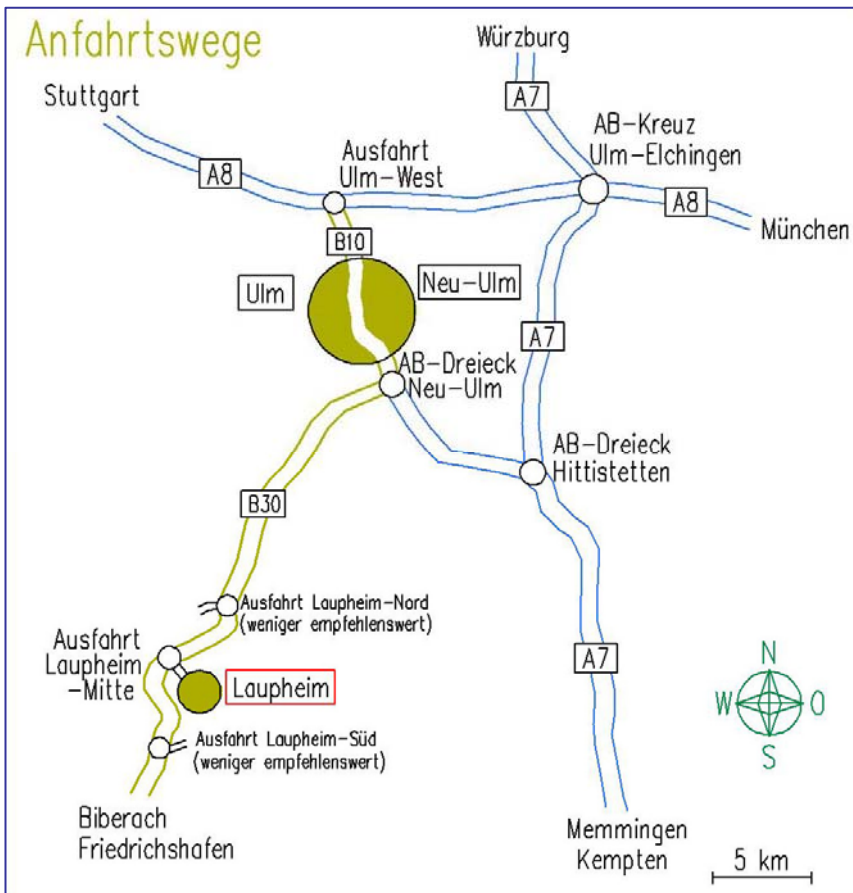 Anfahrtswege
Würzburg
Stuttgart
A7
AB-Kreuz
Ulm-Elchingen
Ausfahrt
Ulm-West
A8
A8
München
B10
Ulm
Neu-Ulm
A7
AB-Dreieck
Neu-Ulm
AB-Dreieck
Hittistetten
B30
Ausfahrt Laupheim-Nord
(weniger empfehlenswert)
Ausfahrt
Laupheim
-Mitte
Laupheim
A7
N
W
O
S
Ausfahrt Laupheim-Süd
(weniger empfehlenswert)
Biberach
Friedrichshafen
Memmingen
Kempten
5 km